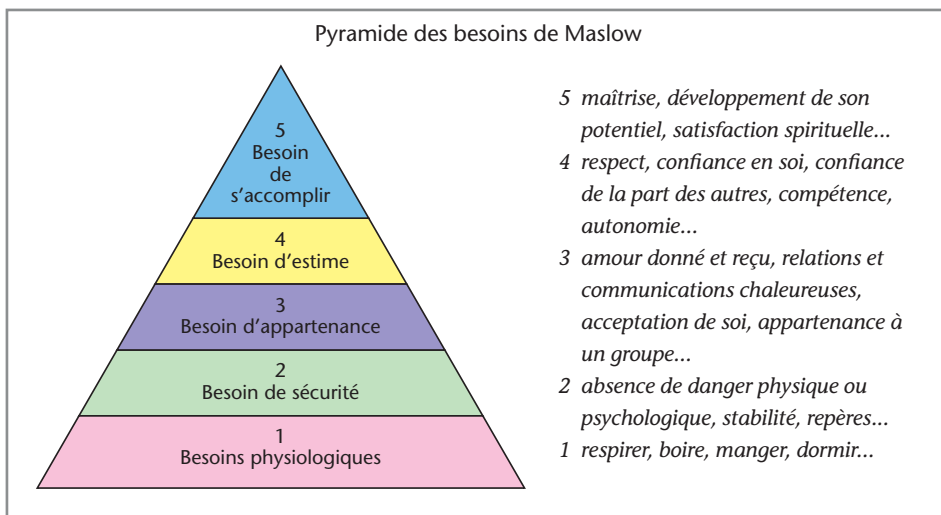 Pyramide des besoins de Maslow
5
Besoin
de
s’accomplir
4
Besoin d’estime
3
Besoin d’appartenance
2
Besoin de sécurité
1
Besoins physiologiques
5 maîtrise, développement de son
potentiel, satisfaction spirituelle...
4 respect, confiance en soi, confiance
de la part des autres, compétence,
autonomie...
3 amour donné et reçu, relations et
communications chaleureuses,
acceptation de soi, appartenance à
un groupe...
2 absence de danger physique ou
psychologique, stabilité, repères...
1 respirer, boire, manger, dormir...